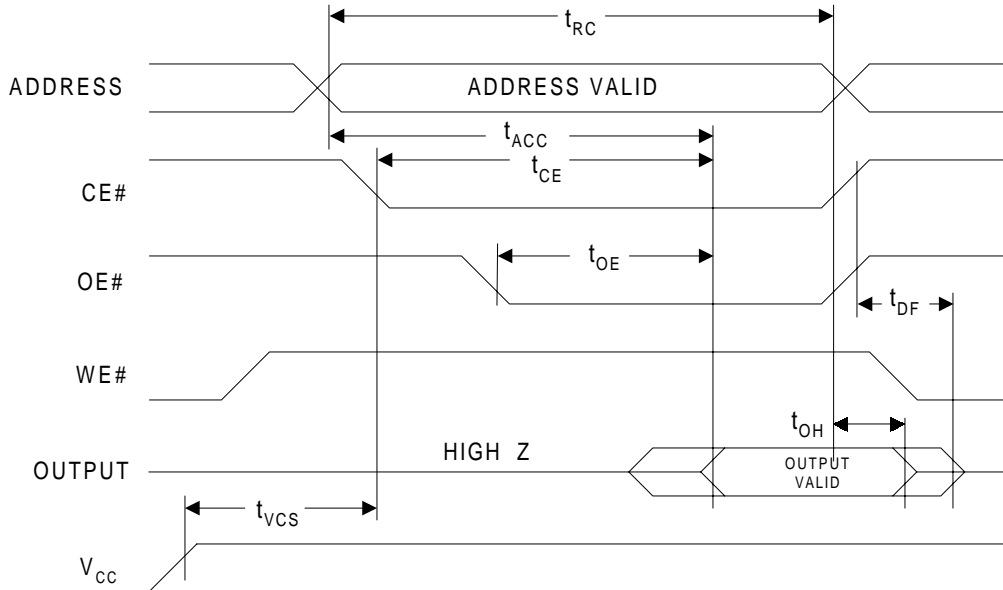 tRC
ADDRESS
ADDRESS VALID
tACC
tCE
CE#
tOE
OE#
tDF
WE#
tOH
HIGH Z
OUTPUT
OUTPUT
VALID
tVCS
VCC